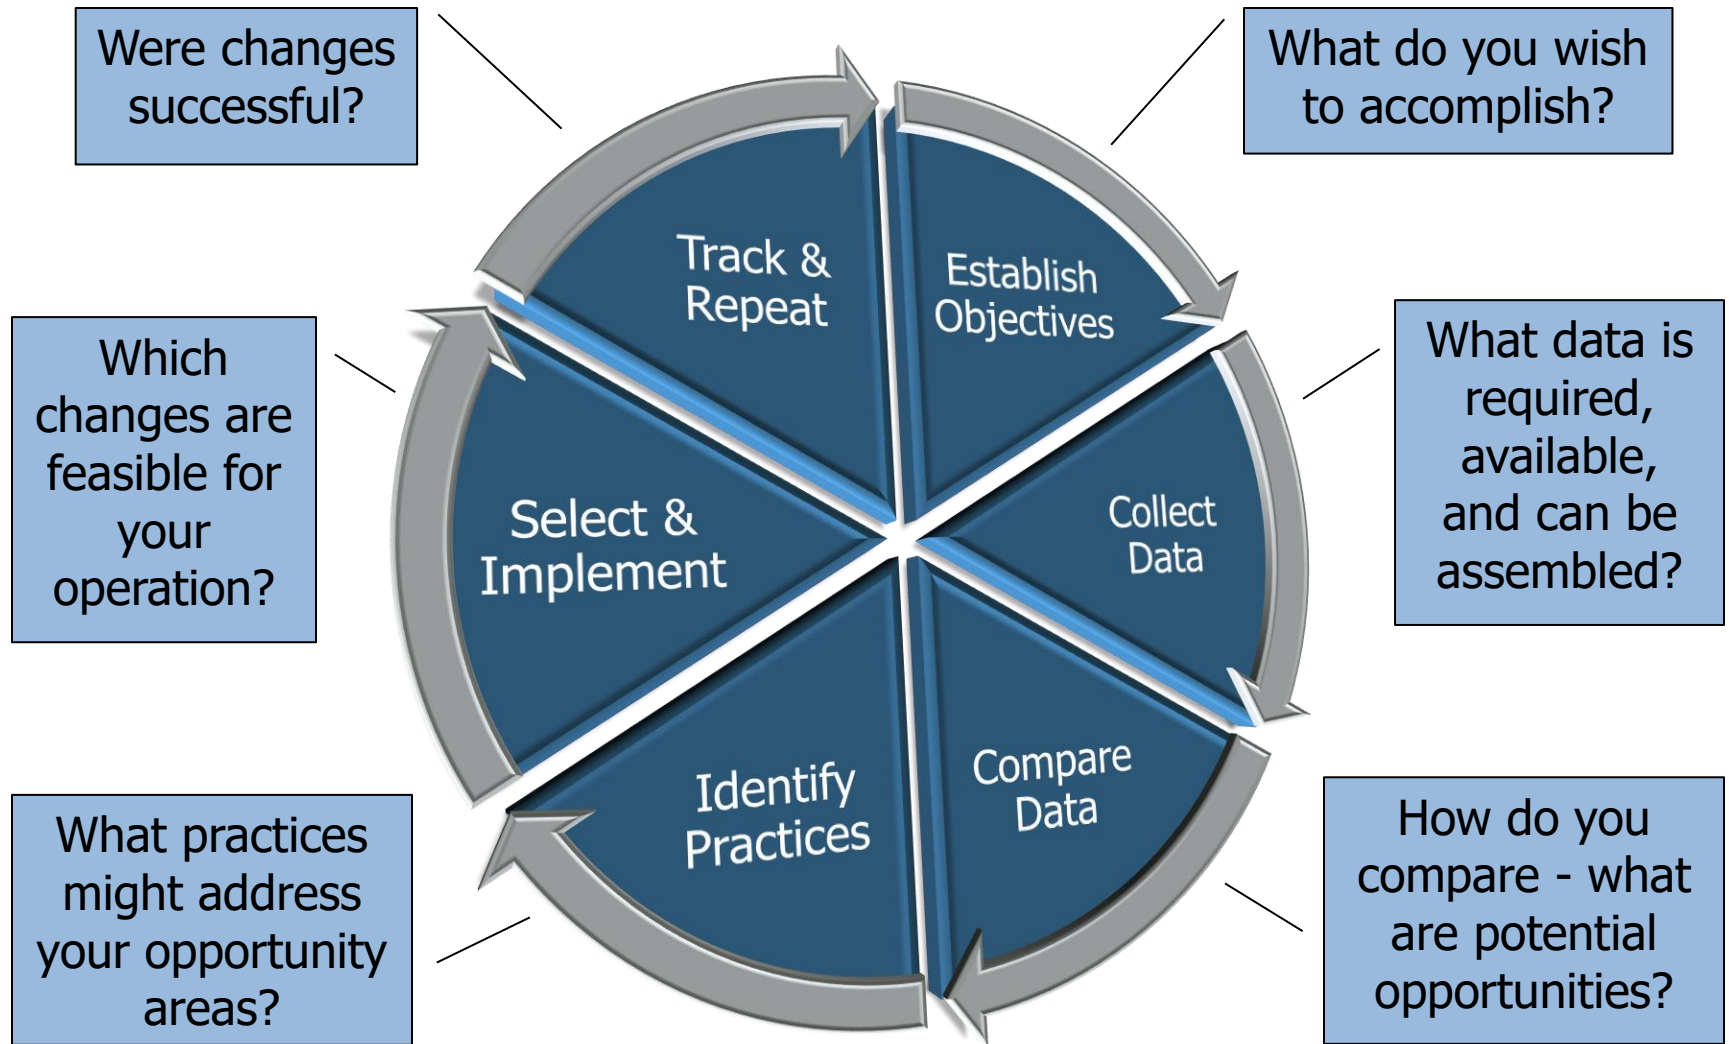 Were changes
successful?
What do you wish
to accomplish?
Track &
Repeat
Establish
Objectives
Which
changes are
feasible for
your
operation?
What data is
required,
available,
and can be
assembled?
Select &
Implement
Collect
Data
Identify
Practices
Compare
Data
What practices
might address
your opportunity
areas?
How do you
compare - what
are potential
opportunities?